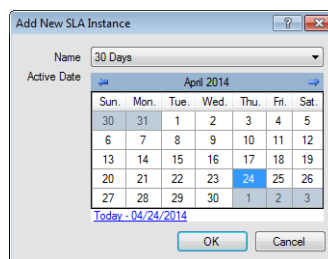 Add New SLA Instance
Name 30 Days
Active Date
April 2014
Sun. Mon. Tue. Wed. Thu. Fri. Sat.
30 31 1 2 3 4 5
6 7 8 9 10 11 12
13 14 15 16 17 18 19
20 21 22 23 24 25 26
27 28 29 30 1 2 3
Today - 04/24/2014
OK Cancel